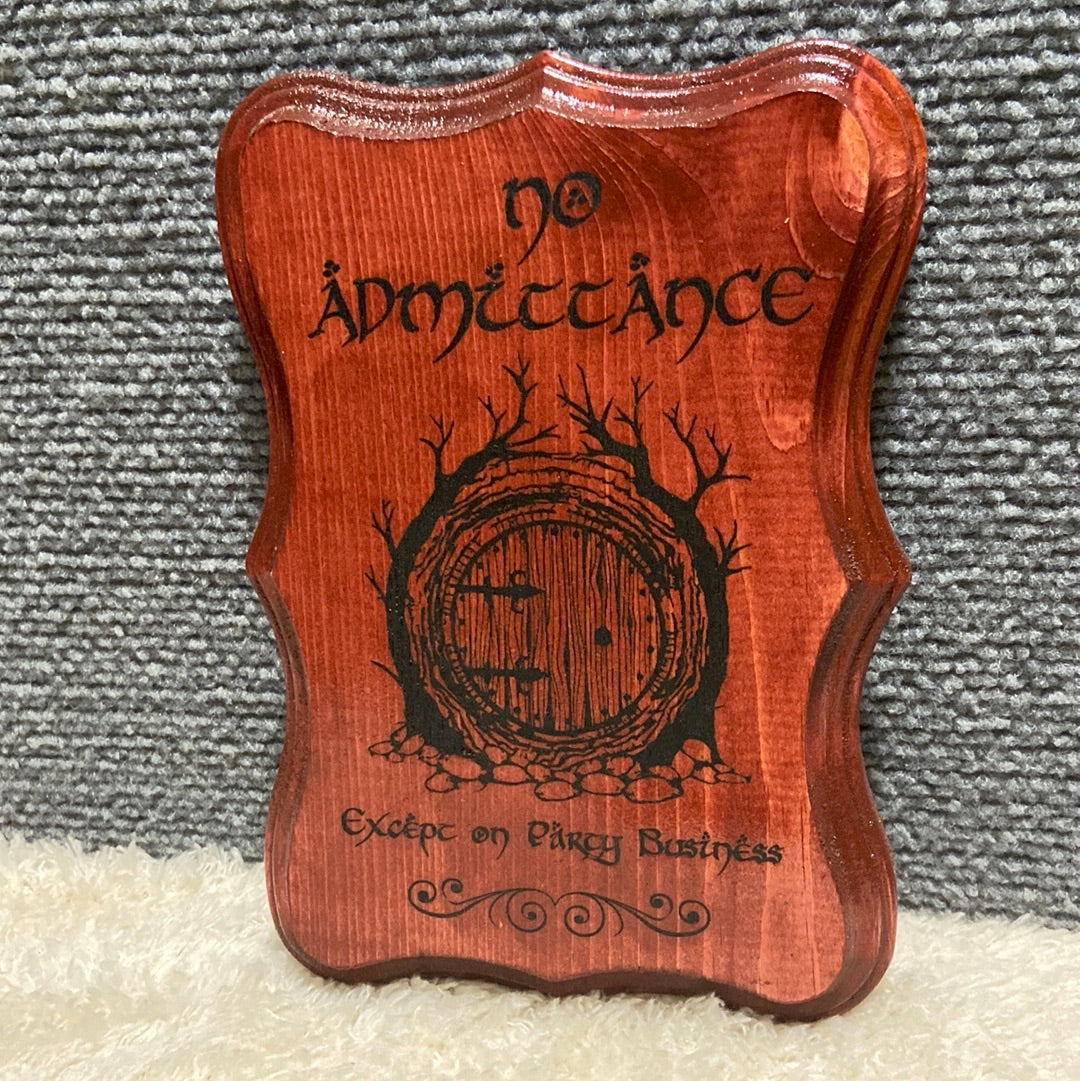 NO
ADMITTANCE
Except on Party Business